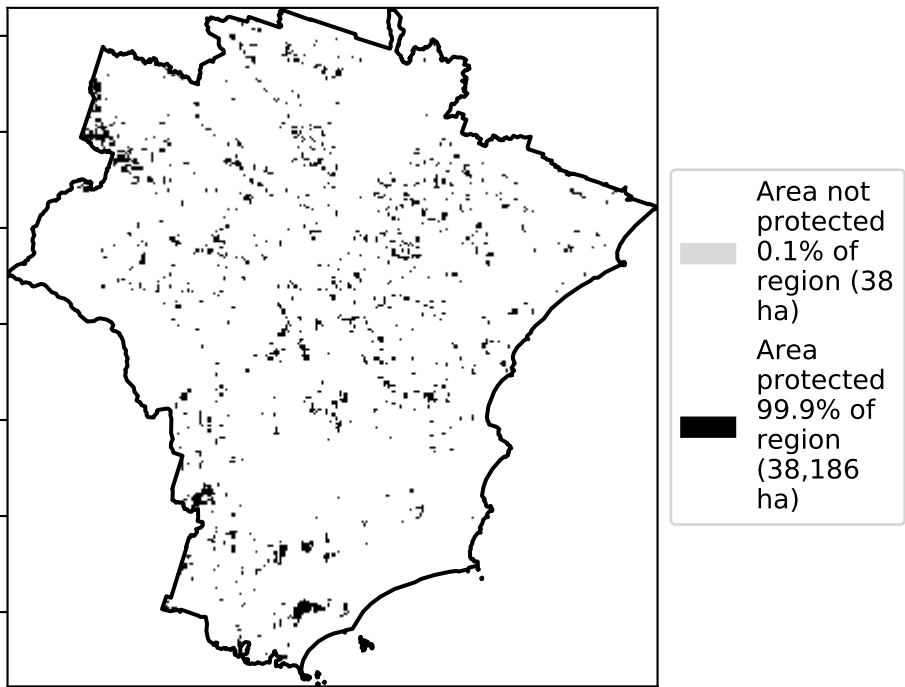 Area not
protected
0.1% of
region (38
ha)
Area
protected
99.9% of
region
(38,186
ha)